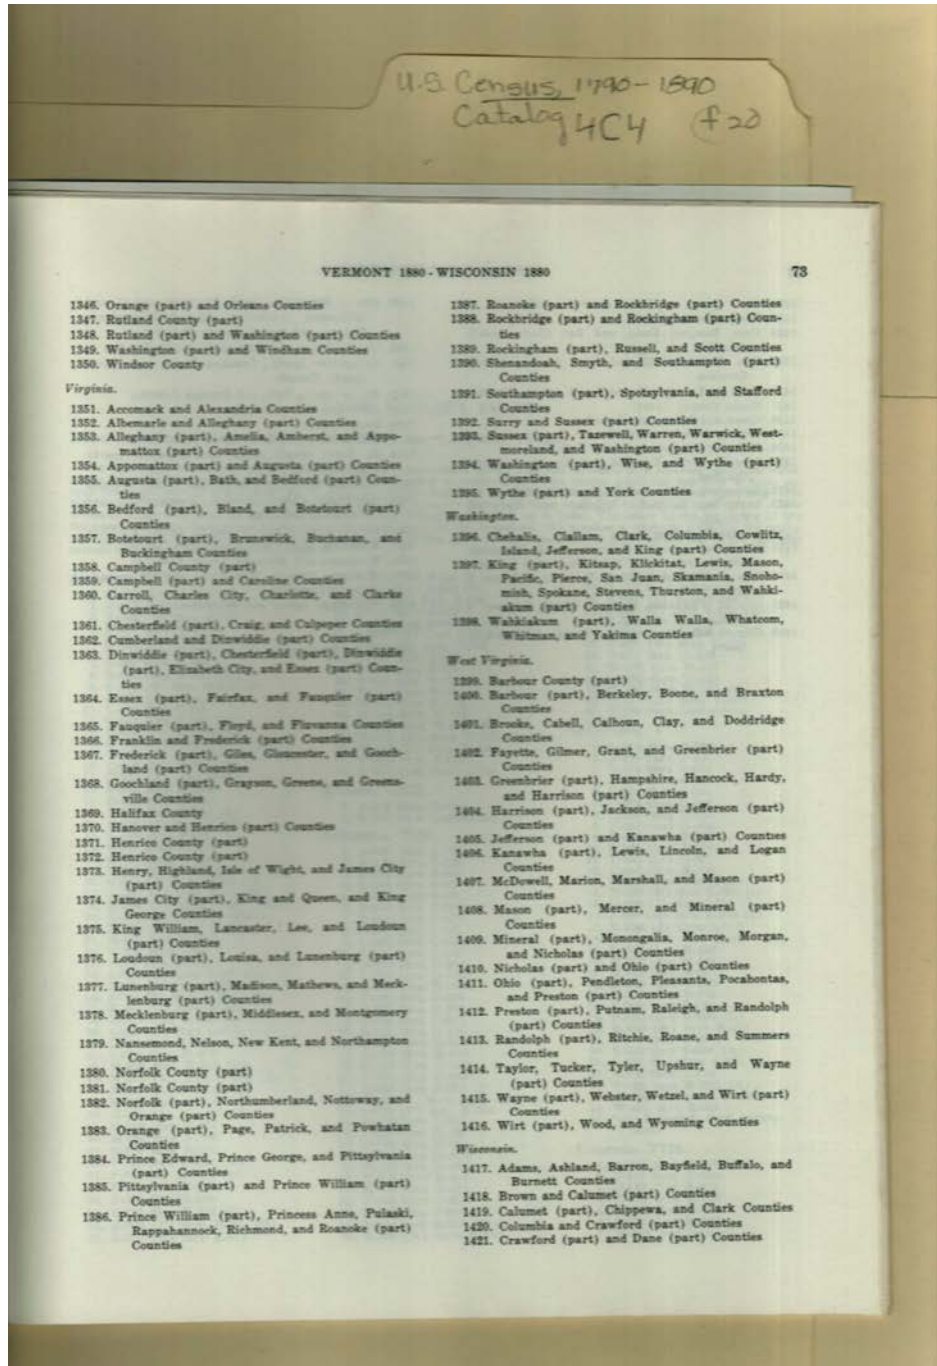 U.S. Census, 1790-1890
Catalog 4C4 f20
VERMONT 1880 - WISCONSIN 1880 73
1346. Orange (part) and Orleans Counties
1347. Rutland County (part)
1348. Rutland (part) and Washington (part) Counties
1349. Washington (part) and Windham Counties
1350. Windsor County
Virginia.
1351. Accomack and Alexandria Counties
1352. Albemarle and Alleghany (part) Counties
1353. Alleghany (part), Amelia, Amherst, and Appo-
mattox (part) Counties
1354. Appomattox (part) and Augusta (part) Counties
1355. Augusta (part), Bath, and Bedford (part) Coun-
ties
1356. Bedford (part), Bland, and Botetourt (part)
Counties
1357. Botetourt (part), Brunswick, Buchanan, and
Buckingham Counties
1358. Campbell County (part)
1359. Campbell (part) and Caroline Counties
1360. Carroll, Charles City, Charlotte, and Clarke
Counties
1361. Chesterfield (part), Craig, and Culpeper Counties
1362. Cumberland and Dinwiddie (part) Counties
1363. Dinwiddie (part), Chesterfield (part), Dinwiddie
(part), Elizabeth City, and Essex (part) Coun-
ties
1364. Essex (part), Fairfax, and Fauquier (part)
Counties
1365. Fauquier (part), Floyd, and Fluvanna Counties
1366. Franklin and Frederick (part) Counties
1367. Frederick (part), Giles, Gloucester, and Gooch-
land (part) Counties
1368. Goochland (part), Grayson, Greene, and Greens-
ville Counties
1369. Halifax County
1370. Hanover and Henrico (part) Counties
1371. Henrico County (part)
1372. Henrico County (part)
1373. Henry, Highland, Isle of Wight, and James City
(part) Counties
1374. James City (part), King and Queen, and King
George Counties
1375. King William, Lancaster, Lee, and Loudoun
(part) Counties
1376. Loudoun (part), Louisa, and Lunenburg (part)
Counties
1377. Lunenburg (part), Madison, Mathews, and Meck-
lenburg (part) Counties
1378. Mecklenburg (part), Middlesex, and Montgomery
Counties
1379. Nansemond, Nelson, New Kent, and Northampton
Counties
1380. Norfolk County (part)
1381. Norfolk County (part)
1382. Norfolk (part), Northumberland, Nottoway, and
Orange (part) Counties
1383. Orange (part), Page, Patrick, and Powhatan
Counties
1384. Prince Edward, Prince George, and Pittsylvania
(part) Counties
1385. Pittsylvania (part) and Prince William (part)
Counties
1386. Prince William (part), Princess Anne, Pulaski,
Rappahannock, Richmond, and Roanoke (part)
Counties
1387. Roanoke (part) and Rockbridge (part) Counties
1388. Rockbridge (part) and Rockingham (part) Coun-
ties
1389. Rockingham (part), Russell, and Scott Counties
1390. Shenandoah, Smyth, and Southampton (part)
Counties
1391. Southampton (part), Spotsylvania, and Stafford
Counties
1392. Surry and Sussex (part) Counties
1393. Sussex (part), Tazewell, Warren, Warwick, West-
moreland, and Washington (part) Counties
1394. Washington (part), Wise, and Wythe (part)
Counties
1395. Wythe (part) and York Counties
Washington.
1396. Chehalis, Clallam, Clark, Columbia, Cowlitz,
Island, Jefferson, and King (part) Counties
1397. King (part), Kitsap, Klickitat, Lewis, Mason,
Pacific, Pierce, San Juan, Skamania, Snoho-
mish, Spokane, Stevens, Thurston, and Wahki-
akum (part) Counties
1398. Wahkiakum (part), Walla Walla, Whatcom,
Whitman, and Yakima Counties
West Virginia.
1399. Barbour County (part)
1400. Barbour (part), Berkeley, Boone, and Braxton
Counties
1401. Brooke, Cabell, Calhoun, Clay, and Doddridge
Counties
1402. Fayette, Gilmer, Grant, and Greenbrier (part)
Counties
1403. Greenbrier (part), Hampshire, Hancock, Hardy,
and Harrison (part) Counties
1404. Harrison (part), Jackson, and Jefferson (part)
Counties
1405. Jefferson (part) and Kanawha (part) Counties
1406. Kanawha (part), Lewis, Lincoln, and Logan
Counties
1407. McDowell, Marion, Marshall, and Mason (part)
Counties
1408. Mason (part), Mercer, and Mineral (part)
Counties
1409. Mineral (part), Monongalia, Monroe, Morgan,
and Nicholas (part) Counties
1410. Nicholas (part) and Ohio (part) Counties
1411. Ohio (part), Pendleton, Pleasants, Pocahontas,
and Preston (part) Counties
1412. Preston (part), Putnam, Raleigh, and Randolph
(part) Counties
1413. Randolph (part), Ritchie, Roane, and Summers
Counties
1414. Taylor, Tucker, Tyler, Upshur, and Wayne
(part) Counties
1415. Wayne (part), Webster, Wetzel, and Wirt (part)
Counties
1416. Wirt (part), Wood, and Wyoming Counties
Wisconsin.
1417. Adams, Ashland, Barron, Bayfield, Buffalo, and
Burnett Counties
1418. Brown and Calumet (part) Counties
1419. Calumet (part), Chippewa, and Clark Counties
1420. Columbia and Crawford (part) Counties
1421. Crawford (part) and Dane (part) Counties